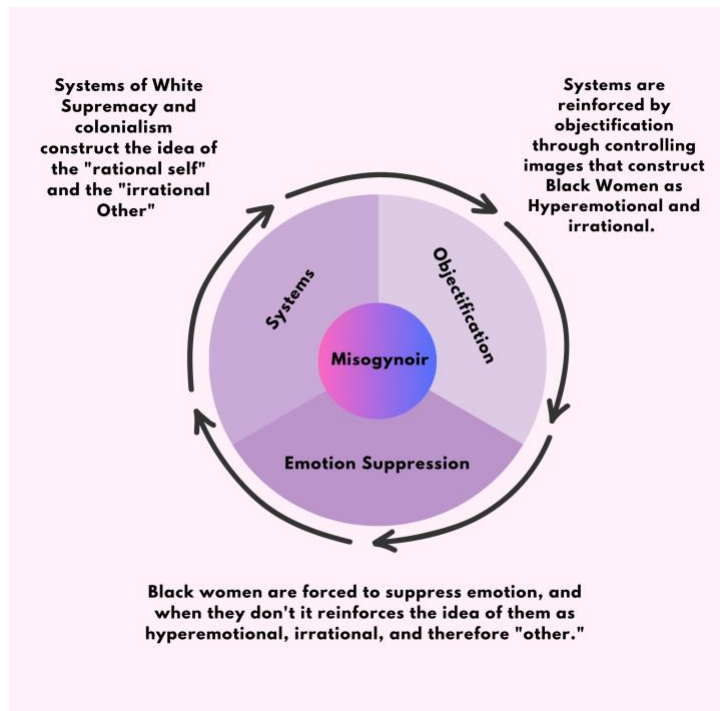 Systems of White
Supremacy and
colonialism
construct the idea of
the "rational self"
and the "irrational
Other"
Systems are
reinforced by
objectification
through controlling
images that construct
Black Women as
Hyperemotional and
irrational.
Systems
Objectification
Misogynoir
Emotion Suppression
Black women are forced to suppress emotion, and
when they don't it reinforces the idea of them as
hyperemotional, irrational, and therefore "other."